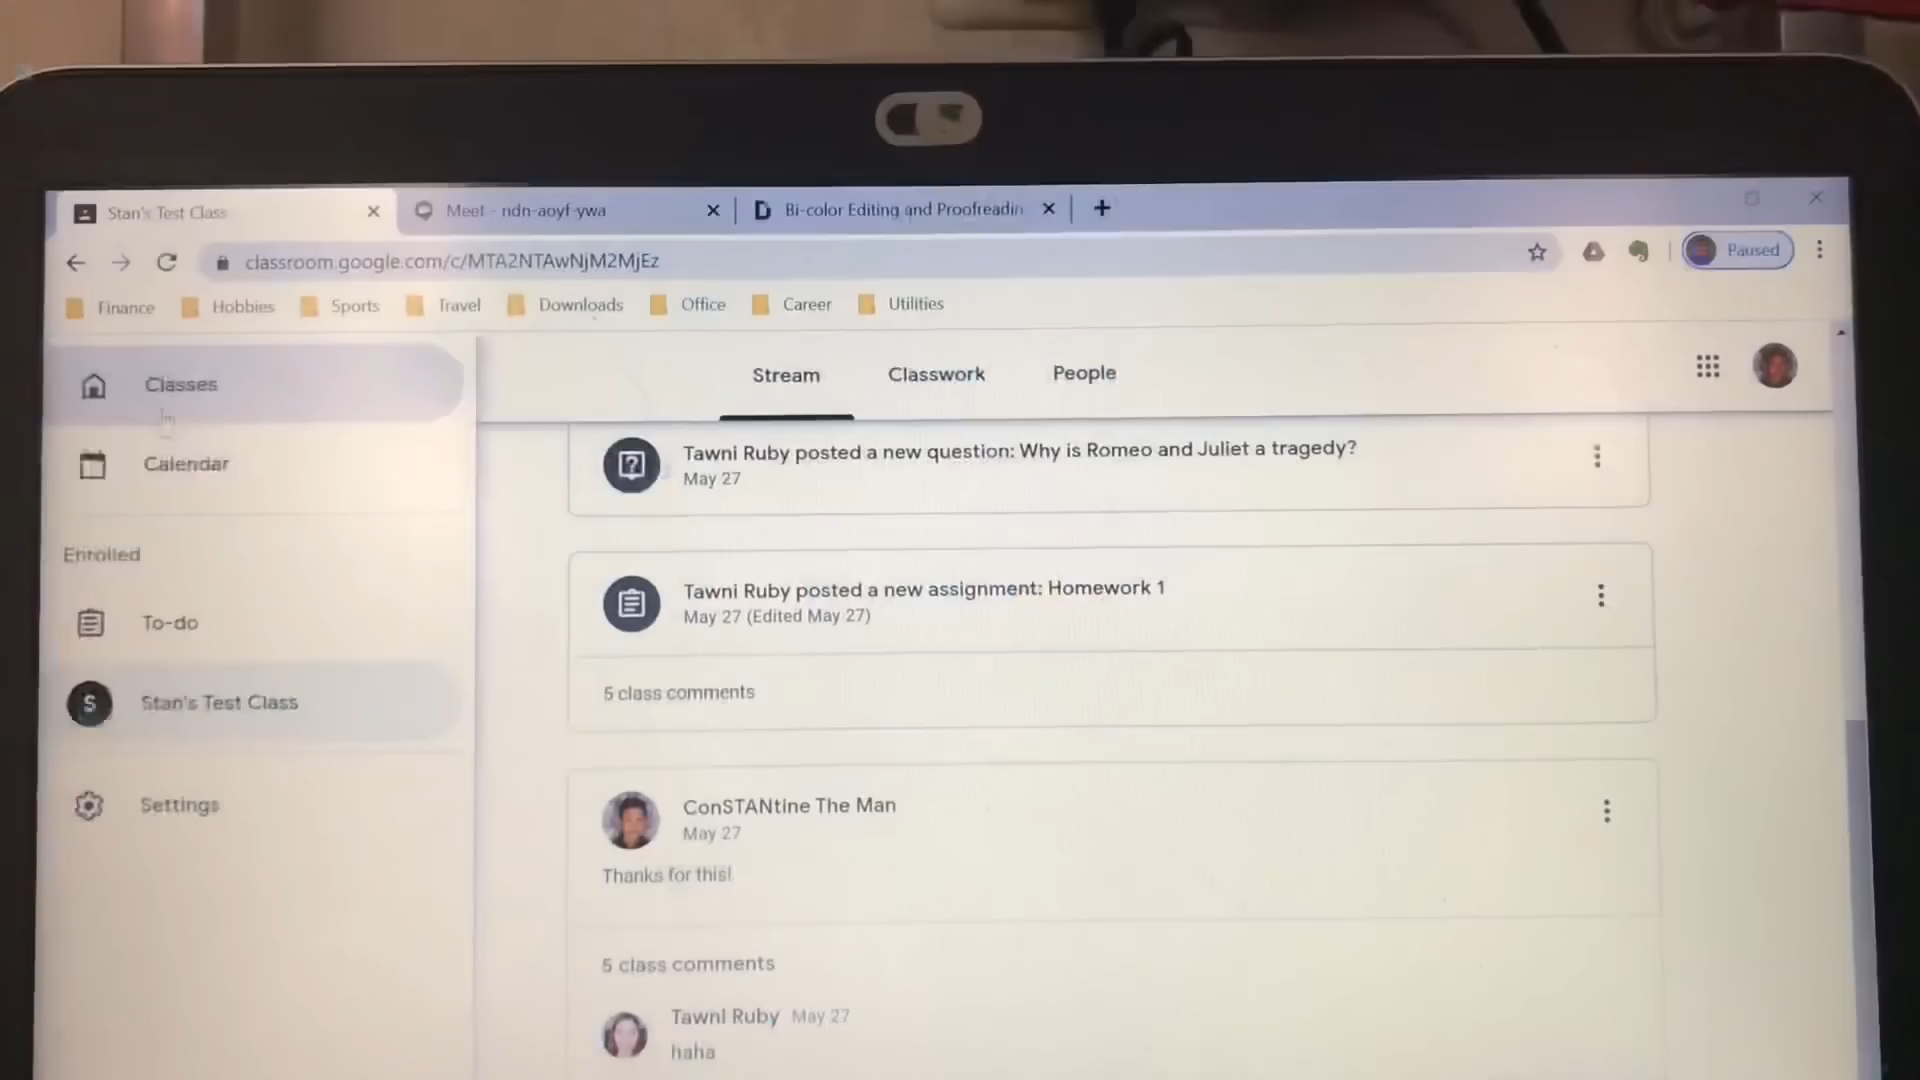 Stan's Test Class
Meet - ndn-aoyf-ywa
Bi-color Editing and Proofreadin
classroom.google.com/c/MTA2NTAwNjM2MjEz
Paused
Finance
Hobbies
Sports
Travel
Downloads
Office
Career
Utilities
Classes
Calendar
Enrolled
To-do
S
Stan's Test Class
Settings
Stream
Classwork
People
Tawni Ruby posted a new question: Why is Romeo and Juliet a tragedy?
May 27
Tawni Ruby posted a new assignment: Homework 1
May 27 (Edited May 27)
5 class comments
ConSTANtine The Man
May 27
Thanks for this!
5 class comments
Tawni Ruby May 27
haha